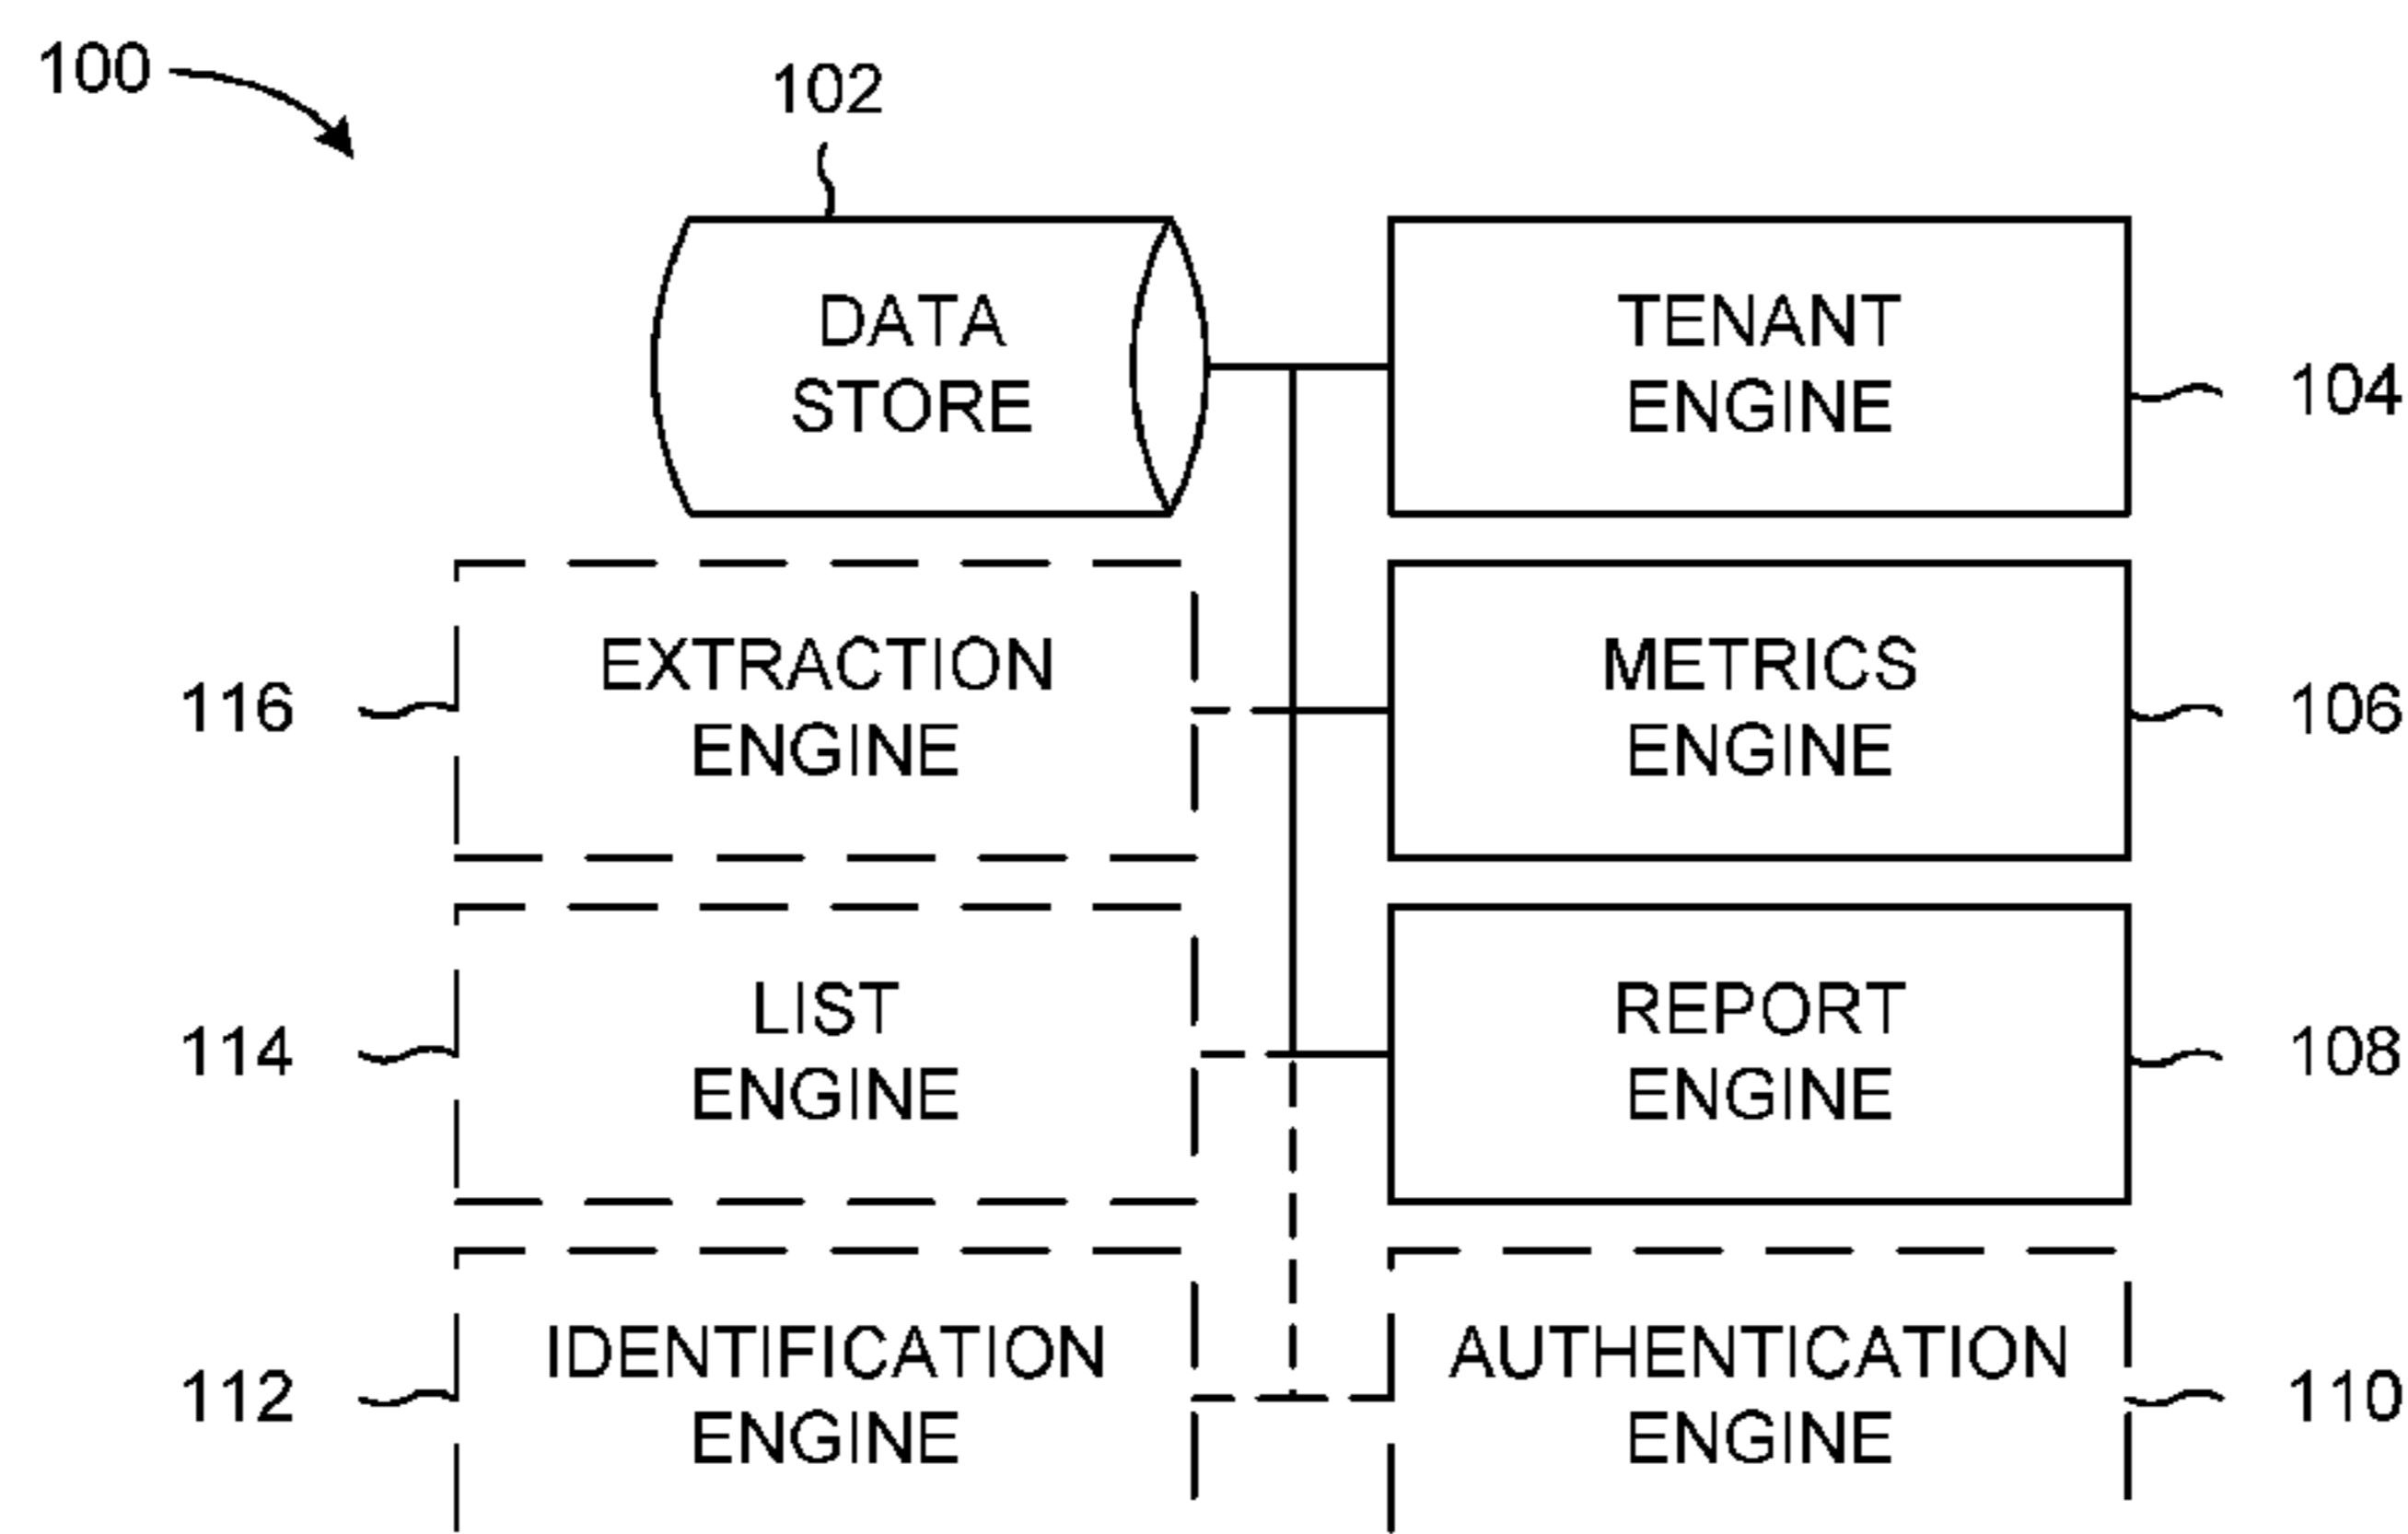 100
102
DATA
STORE
TENANT
ENGINE
104
116
EXTRACTION
ENGINE
METRICS
ENGINE
106
114
LIST
ENGINE
REPORT
ENGINE
108
112
IDENTIFICATION
ENGINE
AUTHENTICATION
ENGINE
110